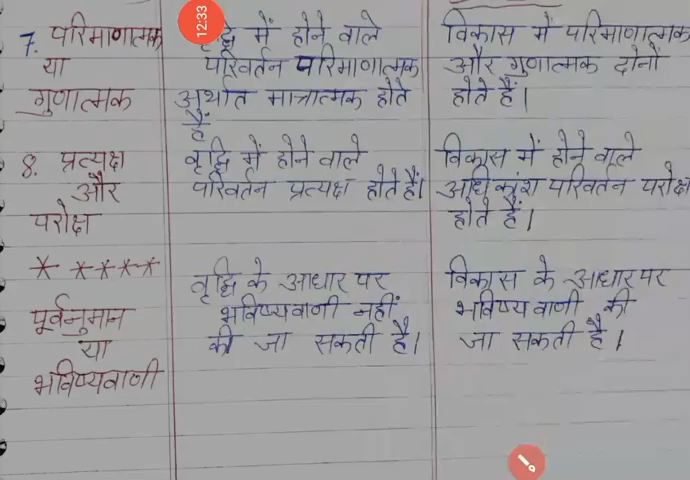 7. परिमाणात्मक
या
गुणात्मक
में होने वाले
परिवर्तन परिमाणात्मक
अर्थात मात्रात्मक होते
हैं
विकास में परिमाणात्मक
और गुणात्मक दोनों
होते हैं।
8. प्रत्यक्ष
और
परोक्ष
वृद्धि में होने वाले
परिवर्तन प्रत्यक्ष होते हैं।
विकास में होने वाले
अधिकांश परिवर्तन परोक्ष
होते हैं।
* ****
पूर्वनुमान
या
भविष्यवाणी
वृद्धि के आधार पर
भविष्यवाणी नहीं
की जा सकती है।
विकास के आधार पर
भविष्यवाणी की
जा सकती है।
12:33